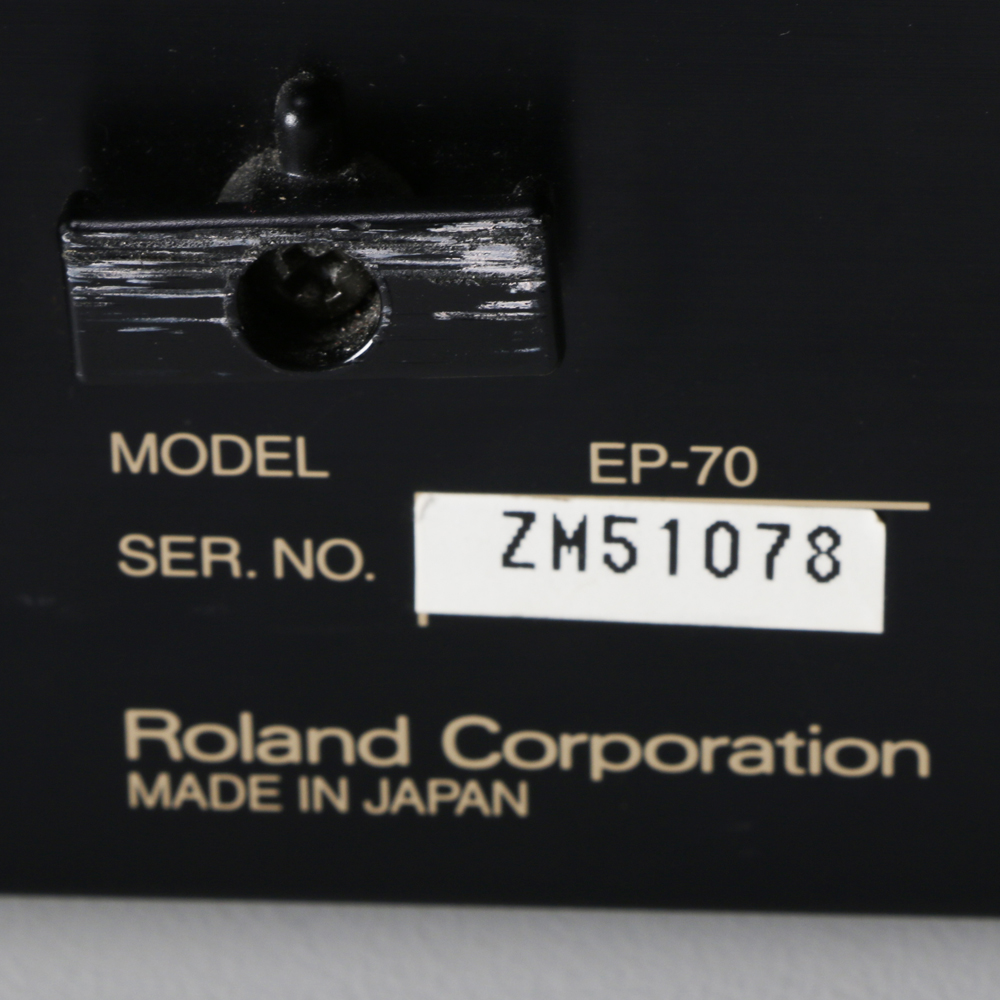 MODEL EP-70
SER. NO. ZM51078
Roland Corporation
MADE IN JAPAN